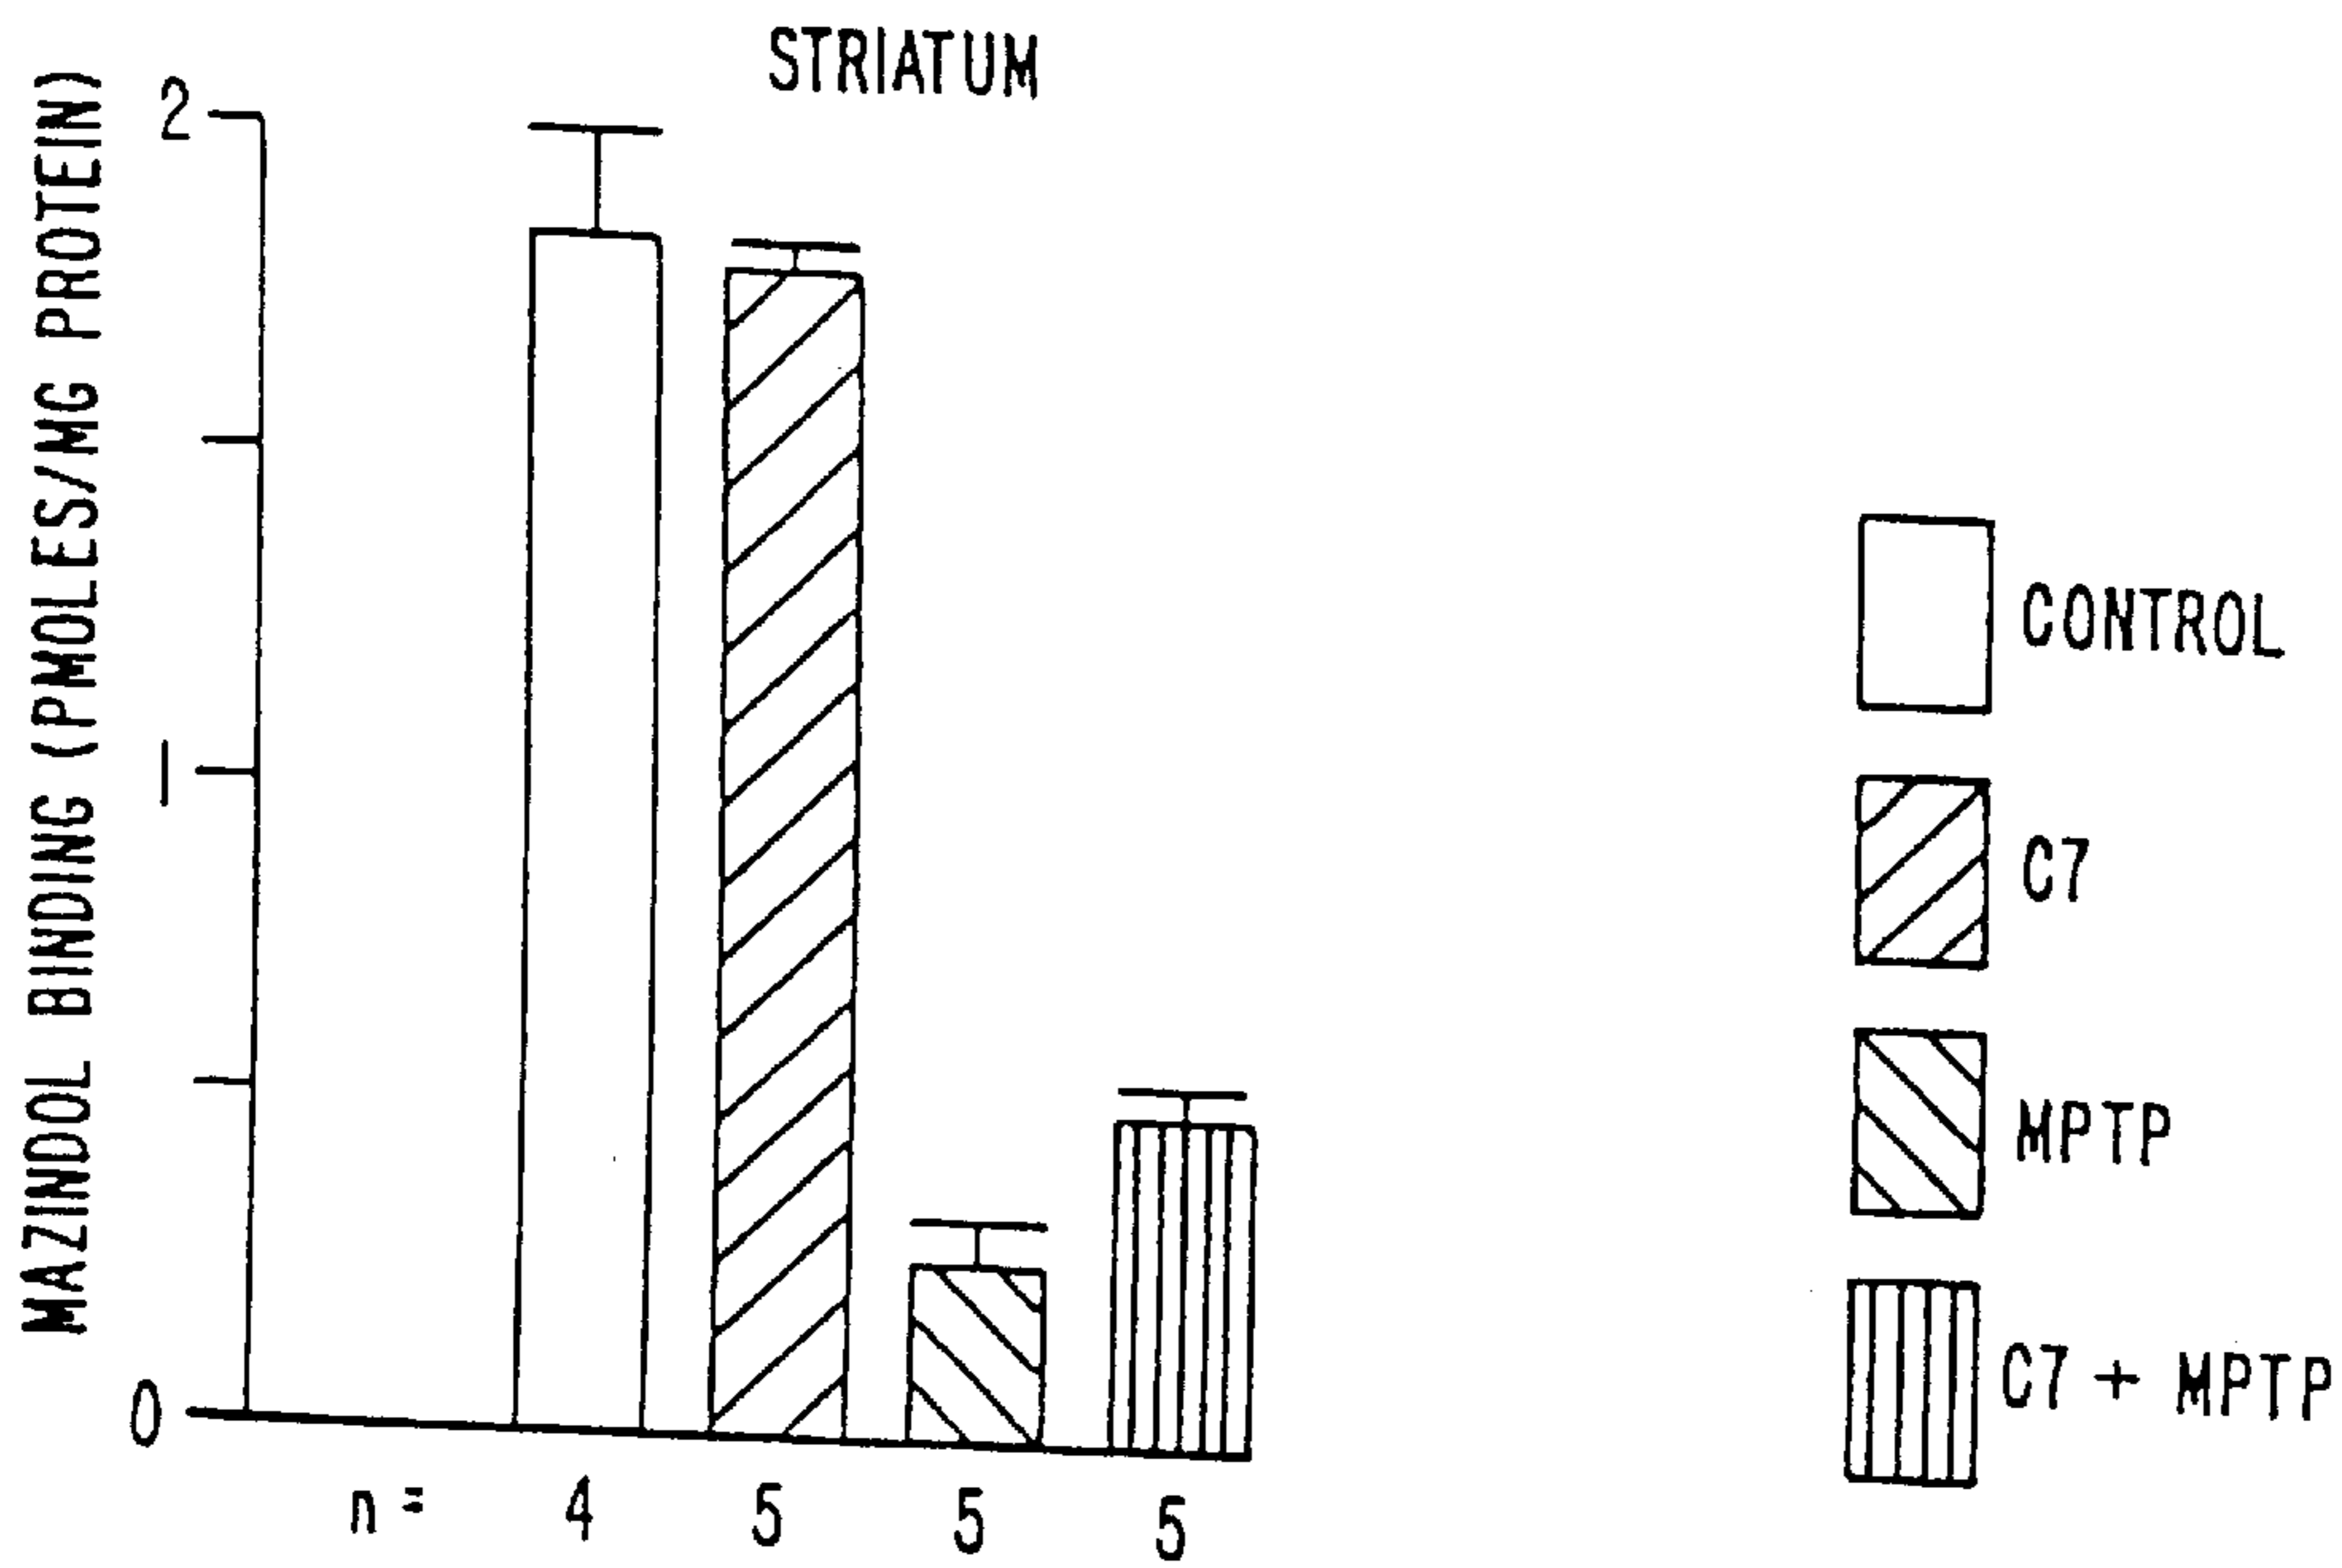 STRIATUM
MAZINDOL BINDING (PMOLES/MG PROTEIN)
2
1
0
n = 4 5 5 5
CONTROL
C7
MPTP
C7 + MPTP